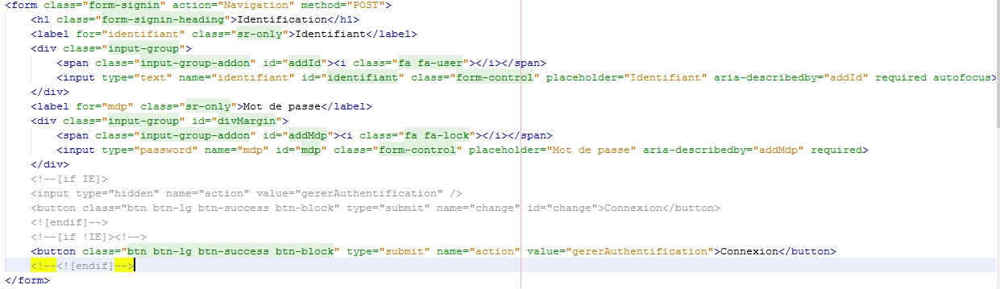 <form class="form-signin" action="Navigation" method="POST">
<h1 class="form-signin-heading">Identification</h1>
<label for="identifiant" class="sr-only">Identifiant</label>
<div class="input-group">
<span class="input-group-addon" id="addId"><i class="fa fa-user"></i></span>
<input type="text" name="identifiant" id="identifiant" class="form-control" placeholder="Identifiant" aria-describedby="addId" required autofocus>
</div>
<label for="mdp" class="sr-only">Mot de passe</label>
<div class="input-group" id="divMargin">
<span class="input-group-addon" id="addMdp"><i class="fa fa-lock"></i></span>
<input type="password" name="mdp" id="mdp" class="form-control" placeholder="Mot de passe" aria-describedby="addMdp" required>
</div>
<!--[if IE]>
<input type="hidden" name="action" value="gererAuthentification" />
<button class="btn btn-lg btn-success btn-block" type="submit" name="change" id="change">Connexion</button>
<![endif]-->
<!--[if !IE]><!-->
<button class="btn btn-lg btn-success btn-block" type="submit" name="action" value="gererAuthentification">Connexion</button>
<!--<![endif]-->
</form>